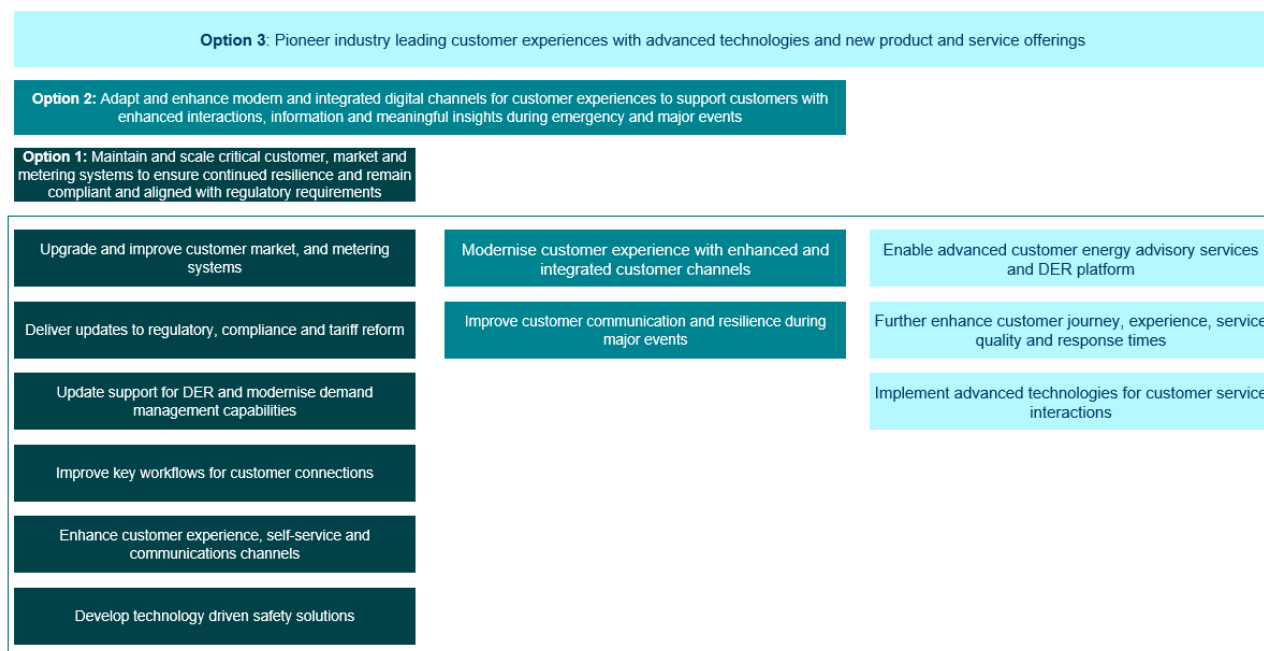 Option 3: Pioneer industry leading customer experiences with advanced technologies and new product and service offerings
Option 2: Adapt and enhance modern and integrated digital channels for customer experiences to support customers with
enhanced interactions, information and meaningful insights during emergency and major events
Option 1: Maintain and scale critical customer, market and
metering systems to ensure continued resilience and remain
compliant and aligned with regulatory requirements
Upgrade and improve customer market, and metering
systems
Deliver updates to regulatory, compliance and tariff reform
Update support for DER and modernise demand
management capabilities
Improve key workflows for customer connections
Enhance customer experience, self-service and
communications channels
Develop technology driven safety solutions
Modernise customer experience with enhanced and
integrated customer channels
Improve customer communication and resilience during
major events
Enable advanced customer energy advisory services
and DER platform
Further enhance customer journey, experience, service
quality and response times
Implement advanced technologies for customer service
interactions